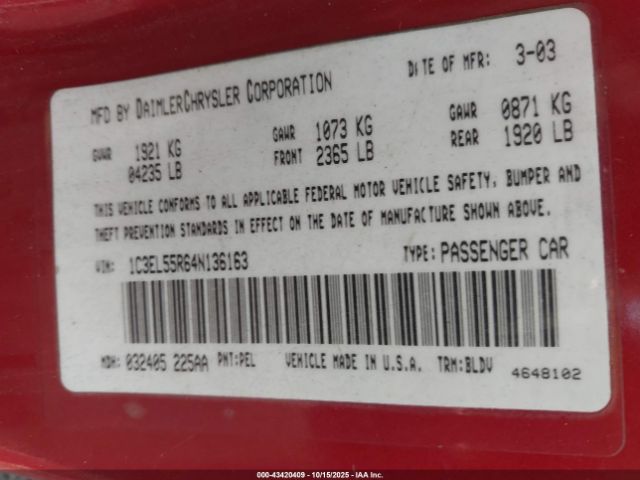 MFD BY DAIMLERCHRYSLER CORPORATION DATE OF MFR: 3-03
GVWR 1921 KG GAWR 1073 KG GAWR 0871 KG
04235 LB FRONT 2365 LB REAR 1920 LB
THIS VEHICLE CONFORMS TO ALL APPLICABLE FEDERAL MOTOR VEHICLE SAFETY, BUMPER AND
THEFT PREVENTION STANDARDS IN EFFECT ON THE DATE OF MANUFACTURE SHOWN ABOVE.
VIN: 1C3EL55R64N136163 TYPE: PASSENGER CAR
MDH: 032405 225AA PNT:PEL VEHICLE MADE IN U.S.A. TRM:BLDV
4648102
000-43420409 - 10/15/2025 - IAA Inc.